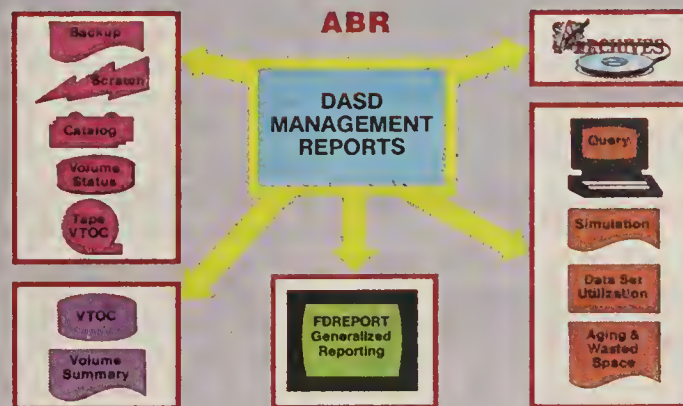 ABR
Backup
Scratch
Catalog
Volume
Status
Tape
VTOC
DASD
MANAGEMENT
REPORTS
ARCHIVES
Query
Simulation
Data Set
Utilization
Aging &
Wasted
Space
VTOC
Volume
Summary
FDREPORT
Generalized
Reporting